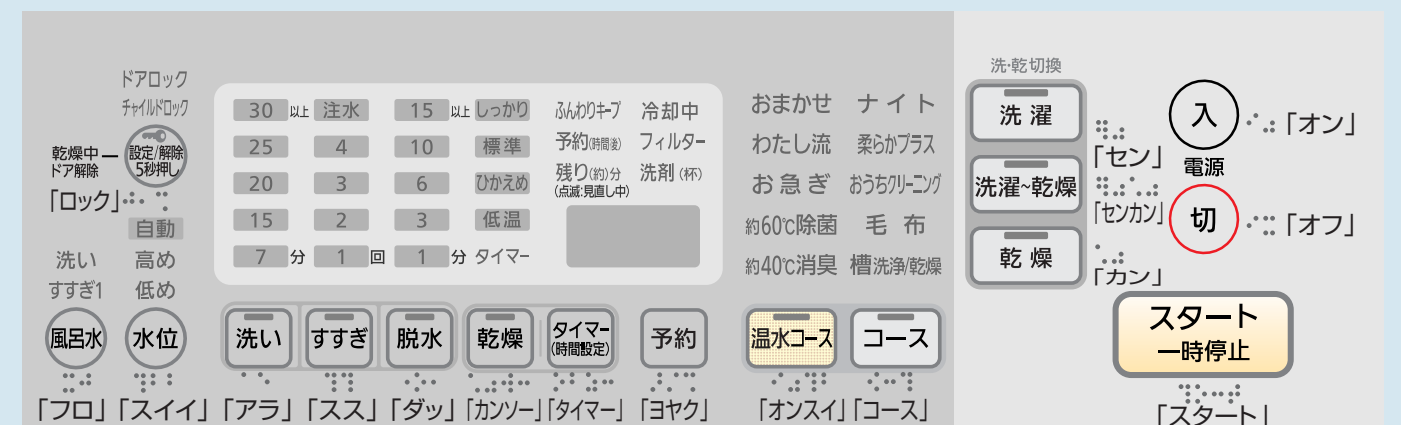 洗・乾切換
ドアロック
チャイルドロック
設定/解除
5秒押し
乾燥中
ドア解除
「ロック」
自動
洗い 高め
すすぎ1 低め
風呂水 水位
「フロ」 「スイイ」
30 以上 注水 15 以上 しっかり ふんわりキープ 冷却中
25 4 10 標準 予約(時間後) フィルター
20 3 6 ひかえめ 残り(約)分 洗剤(杯)
(点滅:見直し中)
15 2 3 低温
7 分 1 回 1 分 タイマー
洗い すすぎ 脱水 乾燥 タイマー(時間設定) 予約
「アラ」 「スス」 「ダッ」 「カンソー」 「タイマー」 「ヨヤク」
おまかせ ナイト
わたし流 柔らかプラス
お急ぎ おうちクリーニング
約60℃除菌 毛布
約40℃消臭 槽洗浄/乾燥
温水コース コース
「オンスイ」 「コース」
洗濯
「セン」
洗濯~乾燥
「センカン」
乾燥
「カン」
入 「オン」
電源
切 「オフ」
スタート
一時停止
「スタート」